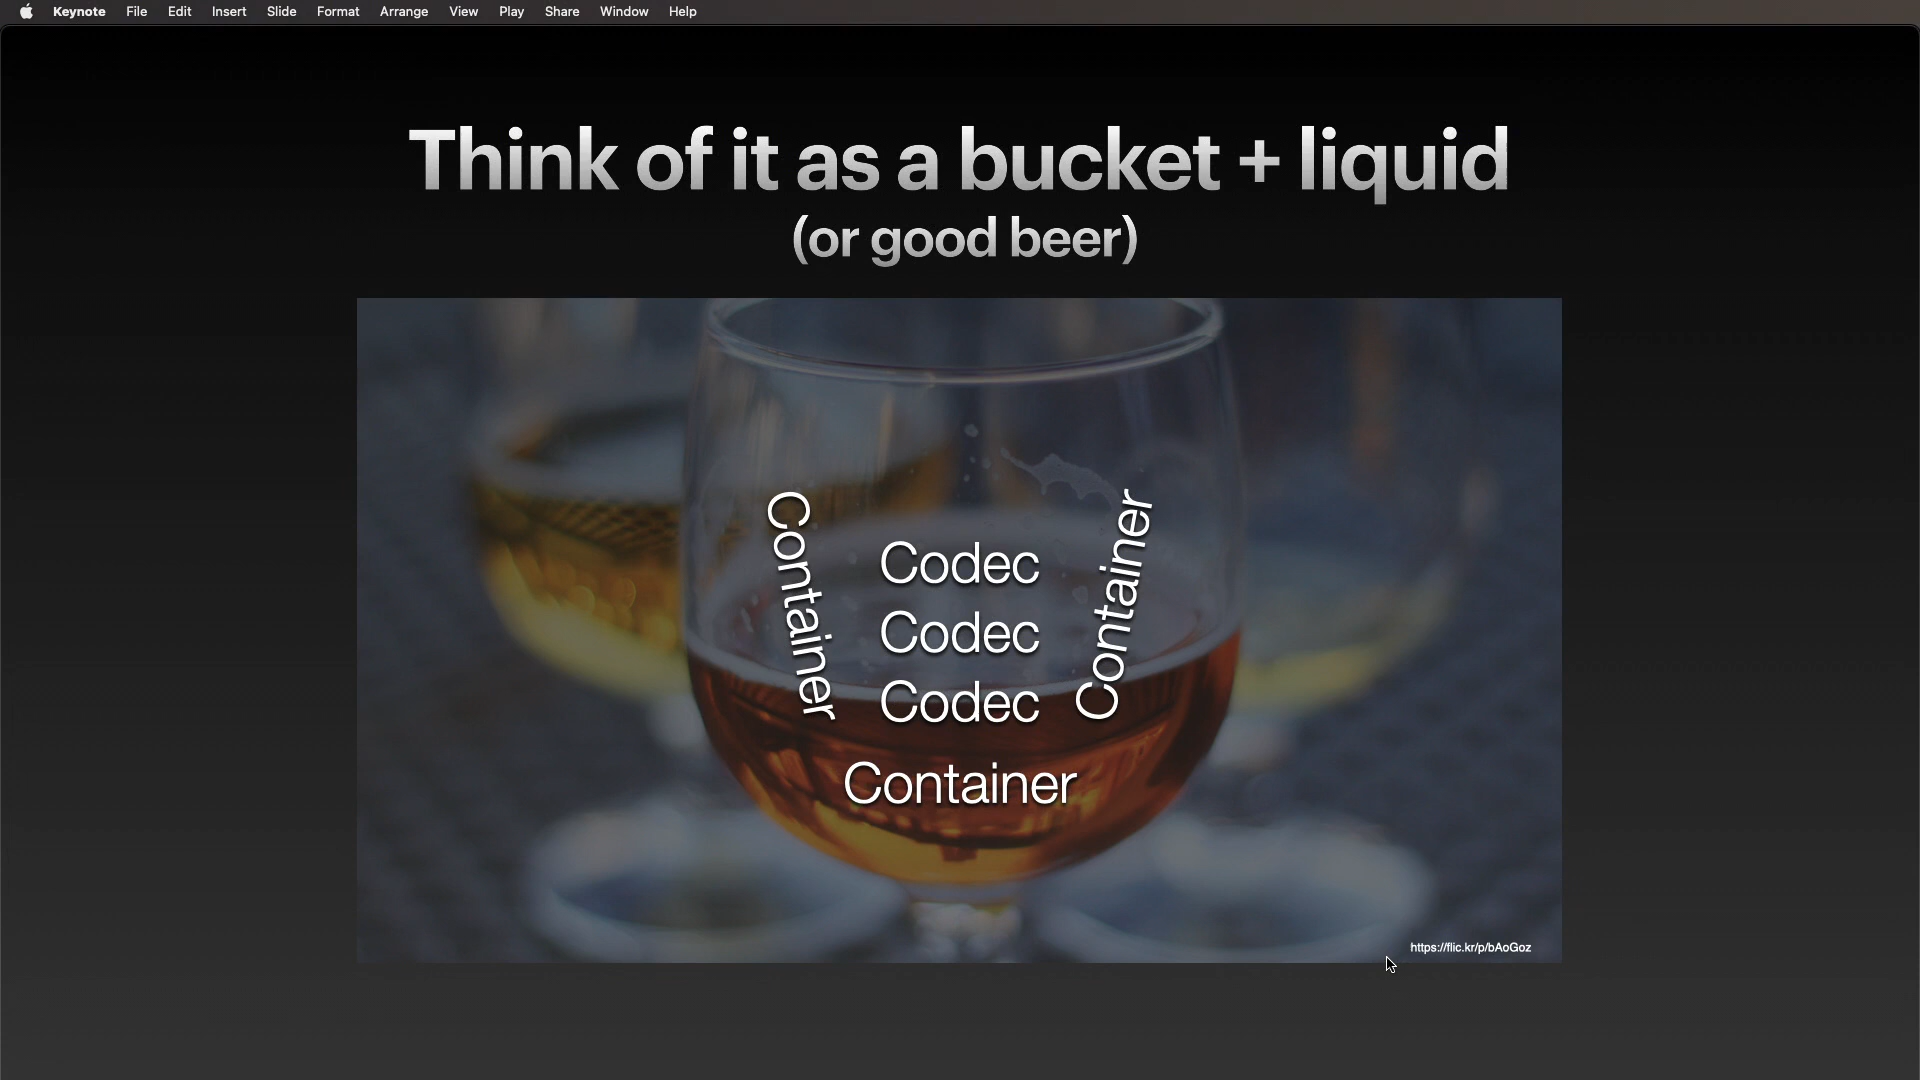 Keynote File Edit Insert Slide Format Arrange View Play Share Window Help
Think of it as a bucket + liquid
(or good beer)
Container
Codec
Codec
Codec
Container
Container
https://flic.kr/p/bAoGoz